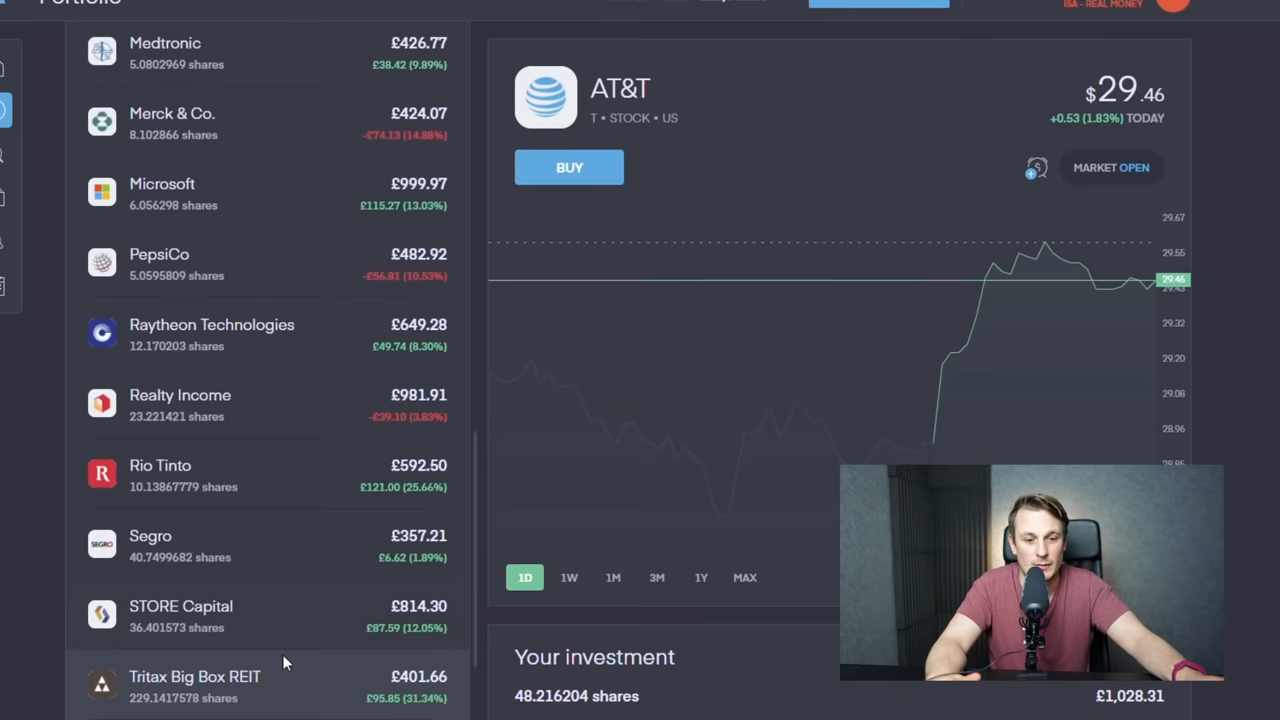 Portfolio
ISA - REAL MONEY
Medtronic
£426.77
5.0802969 shares
£38.42 (9.89%)
Merck & Co.
£424.07
8.102866 shares
-£74.13 (14.88%)
Microsoft
£999.97
6.056298 shares
£115.27 (13.03%)
PepsiCo
£482.92
5.0595809 shares
-£56.81 (10.53%)
Raytheon Technologies
£649.28
12.170203 shares
£49.74 (8.30%)
Realty Income
£981.91
23.221421 shares
-£39.10 (3.83%)
R
Rio Tinto
£592.50
10.13867779 shares
£121.00 (25.66%)
SEGRO
Segro
£357.21
40.7499682 shares
£6.62 (1.89%)
STORE Capital
£814.30
36.401573 shares
£87.59 (12.05%)
Tritax Big Box REIT
£401.66
229.1417578 shares
£95.85 (31.34%)
AT&T
$29.46
T • STOCK • US
+0.53 (1.83%) TODAY
BUY
MARKET OPEN
29.67
29.55
29.46
29.43
29.32
29.20
29.08
28.96
28.85
1D 1W 1M 3M 1Y MAX
Your investment
48.216204 shares
£1,028.31